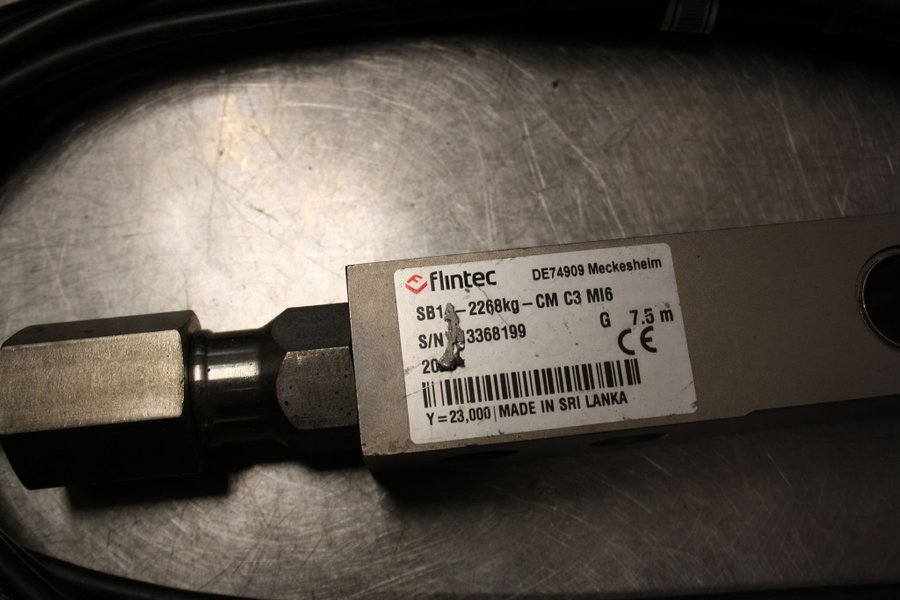 flintec DE74909 Meckesheim
-2268kg-CM C3 MI6
S/N 3368199 G 7.5 m
CE
Y=23,000 MADE IN SRI LANKA